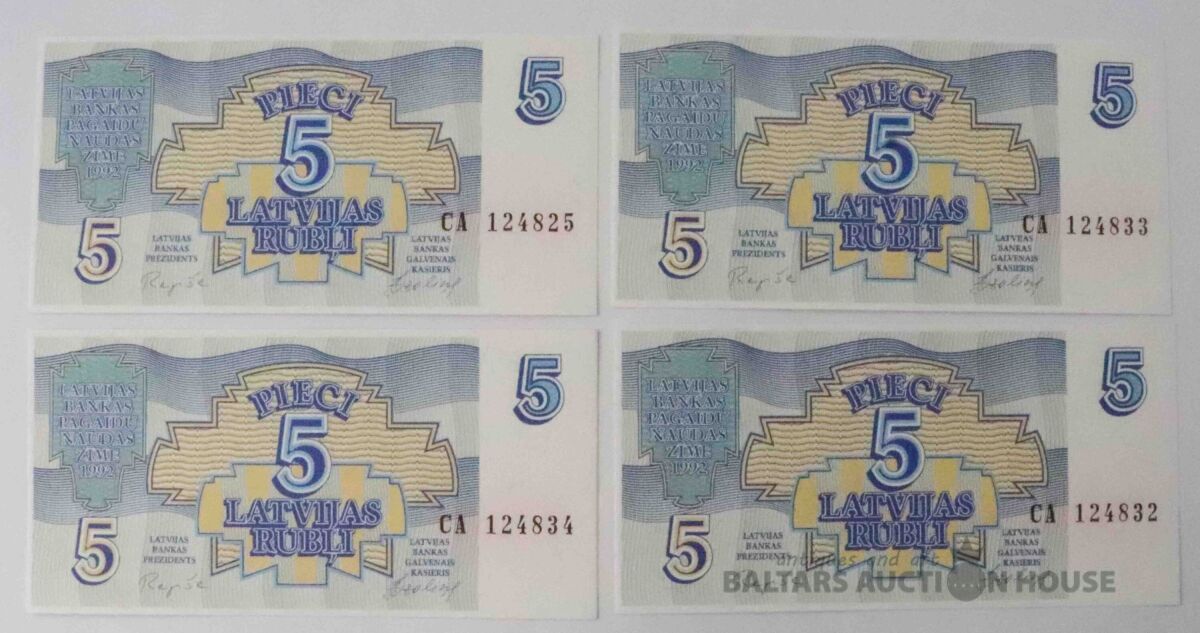 LATVIJAS
BANKAS
PAGAIDU
NAUDAS
ZĪME
1992
PIECI
5
LATVIJAS
RUBĻI
5
CA 124825
5
LATVIJAS
BANKAS
PREZIDENTS
LATVIJAS
BANKAS
GALVENAIS
KASIERIS
LATVIJAS
BANKAS
PAGAIDU
NAUDAS
ZĪME
1992
PIECI
5
LATVIJAS
RUBĻI
5
CA 124833
5
LATVIJAS
BANKAS
PREZIDENTS
LATVIJAS
BANKAS
GALVENAIS
KASIERIS
LATVIJAS
BANKAS
PAGAIDU
NAUDAS
ZĪME
1992
PIECI
5
LATVIJAS
RUBĻI
5
CA 124834
5
LATVIJAS
BANKAS
PREZIDENTS
LATVIJAS
BANKAS
GALVENAIS
KASIERIS
LATVIJAS
BANKAS
PAGAIDU
NAUDAS
ZĪME
1992
PIECI
5
LATVIJAS
RUBĻI
5
CA 124832
5
LATVIJAS
BANKAS
PREZIDENTS
LATVIJAS
BANKAS
GALVENAIS
KASIERIS
antiques and art
BALTARS AUCTION HOUSE